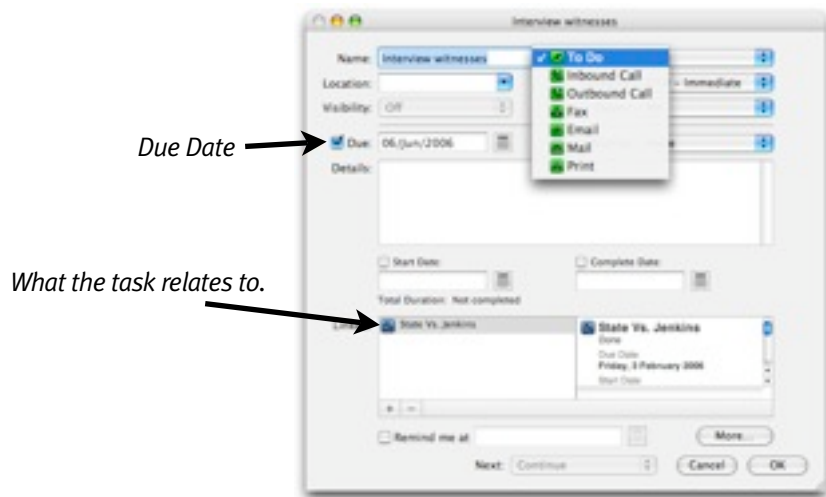 Interview witnesses
Name: Interview witnesses
✓ To Do
Inbound Call
Location:
- Immediate
Outbound Call
Visibility: Off
Fax
Email
Due Date
Due: 06/Jun/2006
Mail
Details:
Print
Start Date:
Complete Date:
What the task relates to.
Total Duration: Not completed
State Vs. Jenkins
State Vs. Jenkins
Done
Due Date
Friday, 3 February 2006
Start Date
+ -
Remind me at
More...
Next: Continue
Cancel
OK